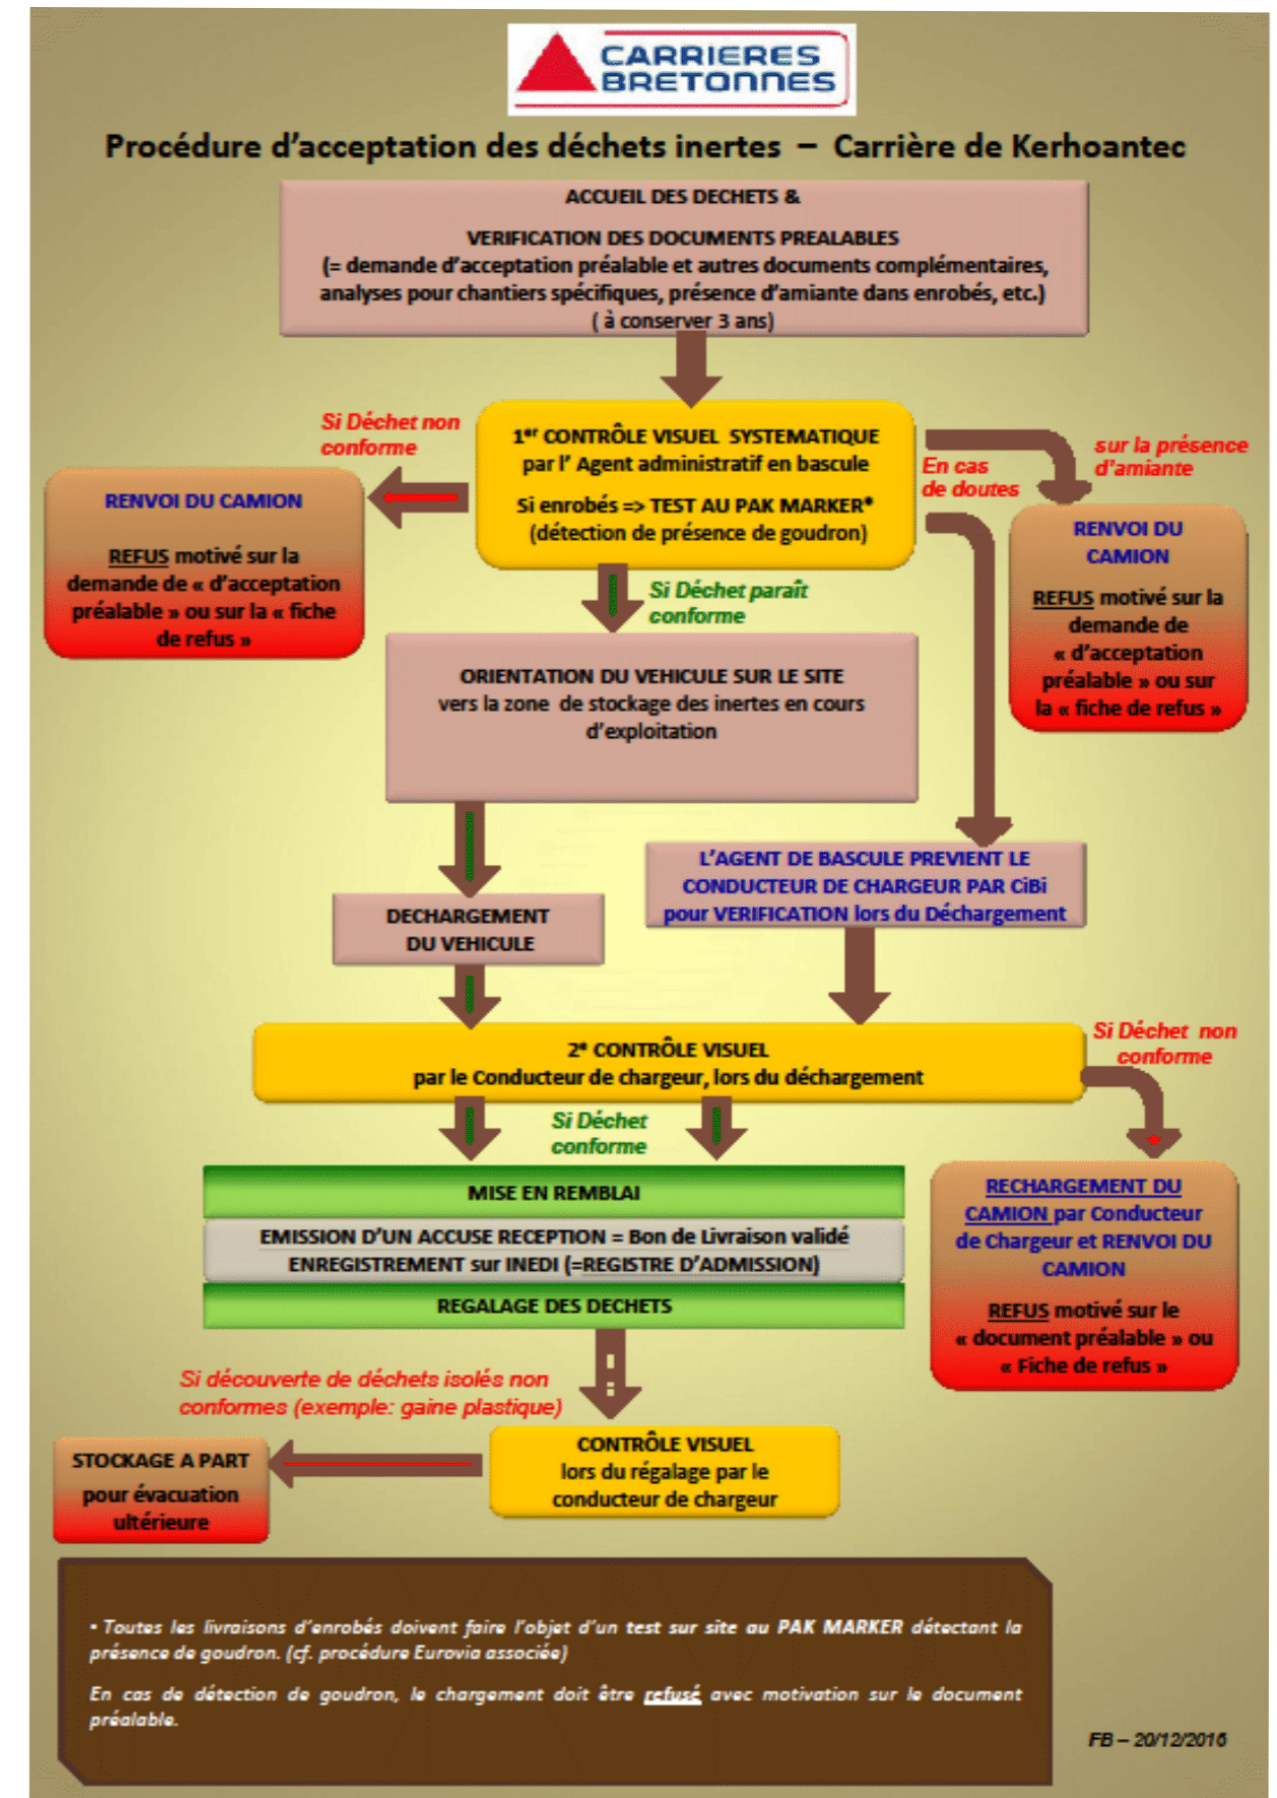 CARRIERES
BRETONNES
Procédure d’acceptation des déchets inertes – Carrière de Kerhoantec
ACCUEIL DES DECHETS &
VERIFICATION DES DOCUMENTS PREALABLES
(= demande d’acceptation préalable et autres documents complémentaires,
analyses pour chantiers spécifiques, présence d’amiante dans enrobés, etc.)
( à conserver 3 ans)
Si Déchet non
conforme
1er CONTRÔLE VISUEL SYSTEMATIQUE
par l’ Agent administratif en bascule
Si enrobés => TEST AU PAK MARKER*
(détection de présence de goudron)
En cas
de doutes
sur la présence
d’amiante
RENVOI DU CAMION
REFUS motivé sur la
demande de « d’acceptation
préalable » ou sur la « fiche
de refus »
RENVOI DU
CAMION
REFUS motivé sur la
demande de
« d’acceptation
préalable » ou sur
la « fiche de refus »
Si Déchet paraît
conforme
ORIENTATION DU VEHICULE SUR LE SITE
vers la zone de stockage des inertes en cours
d’exploitation
L’AGENT DE BASCULE PREVIENT LE
CONDUCTEUR DE CHARGEUR PAR CiBi
pour VERIFICATION lors du Déchargement
DECHARGEMENT
DU VEHICULE
2e CONTRÔLE VISUEL
par le Conducteur de chargeur, lors du déchargement
Si Déchet non
conforme
Si Déchet
conforme
MISE EN REMBLAI
EMISSION D’UN ACCUSE RECEPTION = Bon de Livraison validé
ENREGISTREMENT sur INEDI (=REGISTRE D’ADMISSION)
REGALAGE DES DECHETS
RECHARGEMENT DU
CAMION par Conducteur
de Chargeur et RENVOI DU
CAMION
REFUS motivé sur le
« document préalable » ou
« Fiche de refus »
Si découverte de déchets isolés non
conformes (exemple: gaine plastique)
CONTRÔLE VISUEL
lors du régalage par le
conducteur de chargeur
STOCKAGE A PART
pour évacuation
ultérieure
• Toutes les livraisons d’enrobés doivent faire l’objet d’un test sur site au PAK MARKER détectant la
présence de goudron. (cf. procédure Eurovia associée)
En cas de détection de goudron, le chargement doit être refusé avec motivation sur le document
préalable.
FB – 20/12/2016